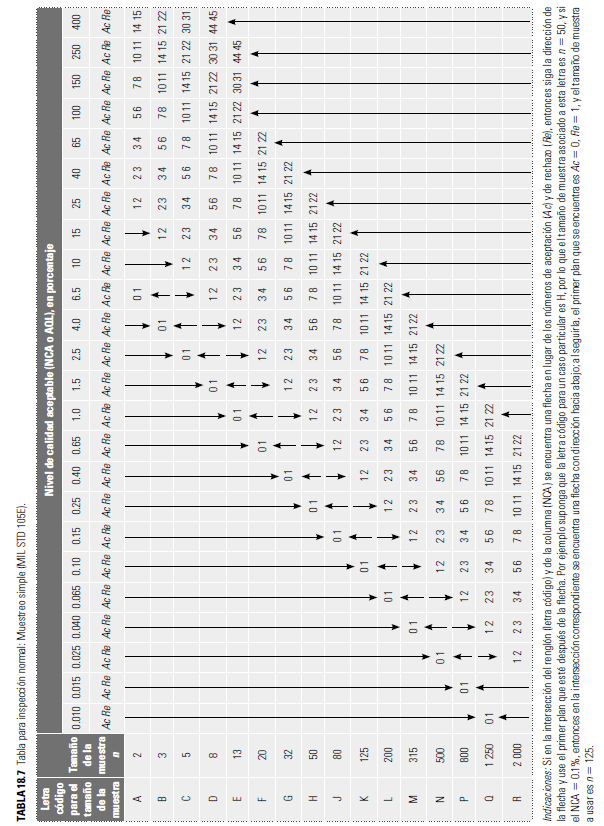 TABLA 18.7 Tabla para inspección normal: Muestreo simple (MIL STD 105E).
Letra código para el tamaño de la muestra
Tamaño de la muestra n
Nivel de calidad aceptable (NCA o AQL), en porcentaje
0.010 0.015 0.025 0.040 0.065 0.10 0.15 0.25 0.40 0.65 1.0 1.5 2.5 4.0 6.5 10 15 25 40 65 100 150 250 400
Ac Re Ac Re Ac Re Ac Re Ac Re Ac Re Ac Re Ac Re Ac Re Ac Re Ac Re Ac Re Ac Re Ac Re Ac Re Ac Re Ac Re Ac Re Ac Re Ac Re Ac Re Ac Re Ac Re Ac Re
A 2 0 1 1 2 2 3 3 4 5 6 7 8 10 11 14 15
B 3 0 1 1 2 2 3 3 4 5 6 7 8 10 11 14 15 21 22
C 5 0 1 1 2 2 3 3 4 5 6 7 8 10 11 14 15 21 22 30 31
D 8 0 1 1 2 2 3 3 4 5 6 7 8 10 11 14 15 21 22 30 31 44 45
E 13 0 1 1 2 2 3 3 4 5 6 7 8 10 11 14 15 21 22 30 31 44 45
F 20 0 1 1 2 2 3 3 4 5 6 7 8 10 11 14 15 21 22
G 32 0 1 1 2 2 3 3 4 5 6 7 8 10 11 14 15 21 22
H 50 0 1 1 2 2 3 3 4 5 6 7 8 10 11 14 15 21 22
J 80 0 1 1 2 2 3 3 4 5 6 7 8 10 11 14 15 21 22
K 125 0 1 1 2 2 3 3 4 5 6 7 8 10 11 14 15 21 22
L 200 0 1 1 2 2 3 3 4 5 6 7 8 10 11 14 15 21 22
M 315 0 1 1 2 2 3 3 4 5 6 7 8 10 11 14 15 21 22
N 500 0 1 1 2 2 3 3 4 5 6 7 8 10 11 14 15 21 22
P 800 0 1 1 2 2 3 3 4 5 6 7 8 10 11 14 15 21 22
Q 1 250 0 1 1 2 2 3 3 4 5 6 7 8 10 11 14 15 21 22
R 2 000 1 2 2 3 3 4 5 6 7 8 10 11 14 15 21 22
Indicaciones: Si en la intersección del renglón (letra código) y de la columna (NCA) se encuentra una flecha en lugar de los números de aceptación (Ac) y de rechazo (Re), entonces siga la dirección de
la flecha y use el primer plan que esté después de la flecha. Por ejemplo suponga que la letra código para un caso particular es H, por lo que el tamaño de muestra asociado a esta letra es n = 50, y si
el NCA = 0.1%, entonces en la intersección correspondiente se encuentra una flecha con dirección hacia abajo; al seguirla, el primer plan que se encuentra es Ac = 0, Re = 1, y el tamaño de muestra
a usar es n = 125.